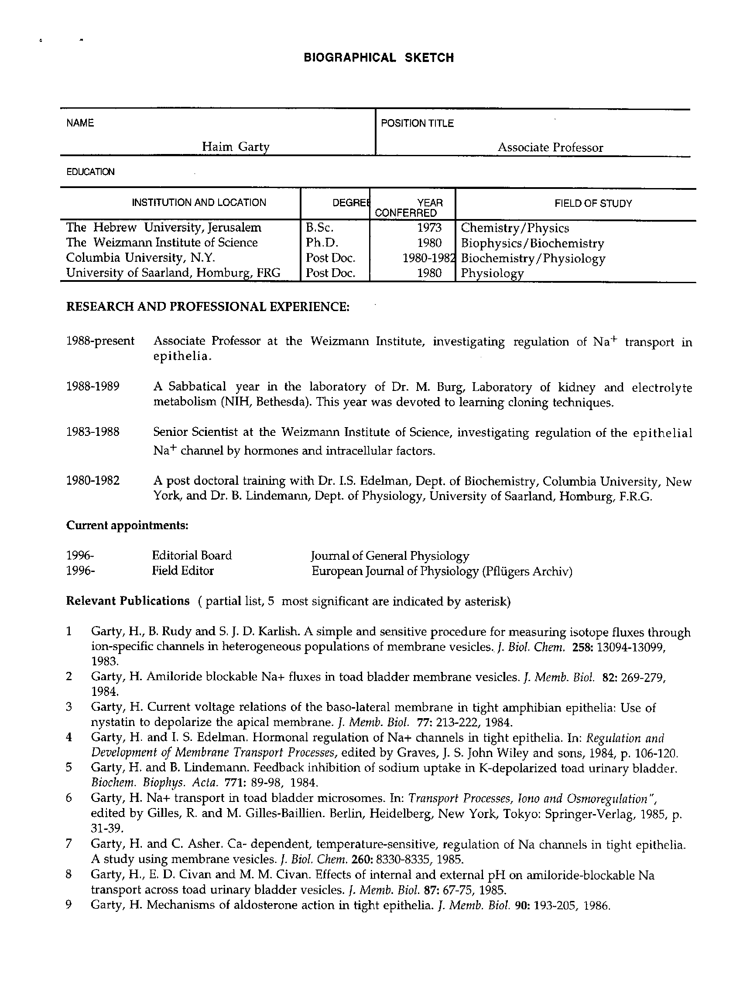 BIOGRAPHICAL SKETCH
NAME
POSITION TITLE
Haim Garty
Associate Professor
EDUCATION
INSTITUTION AND LOCATION DEGREE YEAR CONFERRED FIELD OF STUDY
The Hebrew University, Jerusalem B.Sc. 1973 Chemistry/Physics
The Weizmann Institute of Science Ph.D. 1980 Biophysics/Biochemistry
Columbia University, N.Y. Post Doc. 1980-1982 Biochemistry/Physiology
University of Saarland, Homburg, FRG Post Doc. 1980 Physiology
RESEARCH AND PROFESSIONAL EXPERIENCE:
1988-present Associate Professor at the Weizmann Institute, investigating regulation of Na+ transport in
epithelia.
1988-1989 A Sabbatical year in the laboratory of Dr. M. Burg, Laboratory of kidney and electrolyte
metabolism (NIH, Bethesda). This year was devoted to learning cloning techniques.
1983-1988 Senior Scientist at the Weizmann Institute of Science, investigating regulation of the epithelial
Na+ channel by hormones and intracellular factors.
1980-1982 A post doctoral training with Dr. I.S. Edelman, Dept. of Biochemistry, Columbia University, New
York, and Dr. B. Lindemann, Dept. of Physiology, University of Saarland, Homburg, F.R.G.
Current appointments:
1996- Editorial Board Journal of General Physiology
1996- Field Editor European Journal of Physiology (Pflügers Archiv)
Relevant Publications ( partial list, 5 most significant are indicated by asterisk)
1 Garty, H., B. Rudy and S. J. D. Karlish. A simple and sensitive procedure for measuring isotope fluxes through
ion-specific channels in heterogeneous populations of membrane vesicles. J. Biol. Chem. 258: 13094-13099,
1983.
2 Garty, H. Amiloride blockable Na+ fluxes in toad bladder membrane vesicles. J. Memb. Biol. 82: 269-279,
1984.
3 Garty, H. Current voltage relations of the baso-lateral membrane in tight amphibian epithelia: Use of
nystatin to depolarize the apical membrane. J. Memb. Biol. 77: 213-222, 1984.
4 Garty, H. and I. S. Edelman. Hormonal regulation of Na+ channels in tight epithelia. In: Regulation and
Development of Membrane Transport Processes, edited by Graves, J. S. John Wiley and sons, 1984, p. 106-120.
5 Garty, H. and B. Lindemann. Feedback inhibition of sodium uptake in K-depolarized toad urinary bladder.
Biochem. Biophys. Acta. 771: 89-98, 1984.
6 Garty, H. Na+ transport in toad bladder microsomes. In: Transport Processes, Iono and Osmoregulation",
edited by Gilles, R. and M. Gilles-Baillien. Berlin, Heidelberg, New York, Tokyo: Springer-Verlag, 1985, p.
31-39.
7 Garty, H. and C. Asher. Ca- dependent, temperature-sensitive, regulation of Na channels in tight epithelia.
A study using membrane vesicles. J. Biol. Chem. 260: 8330-8335, 1985.
8 Garty, H., E. D. Civan and M. M. Civan. Effects of internal and external pH on amiloride-blockable Na
transport across toad urinary bladder vesicles. J. Memb. Biol. 87: 67-75, 1985.
9 Garty, H. Mechanisms of aldosterone action in tight epithelia. J. Memb. Biol. 90: 193-205, 1986.